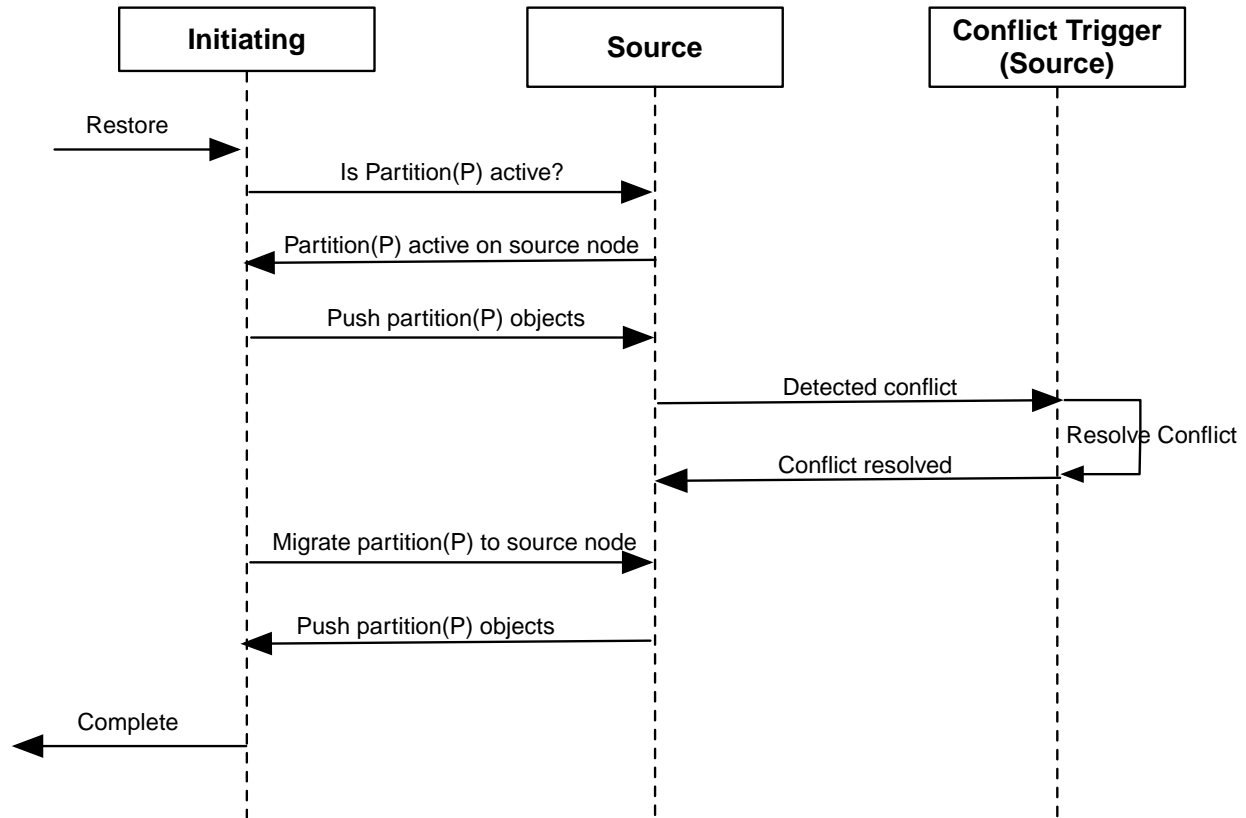 Initiating
Source
Conflict Trigger
(Source)
Restore
Is Partition(P) active?
Partition(P) active on source node
Push partition(P) objects
Detected conflict
Resolve Conflict
Conflict resolved
Migrate partition(P) to source node
Push partition(P) objects
Complete